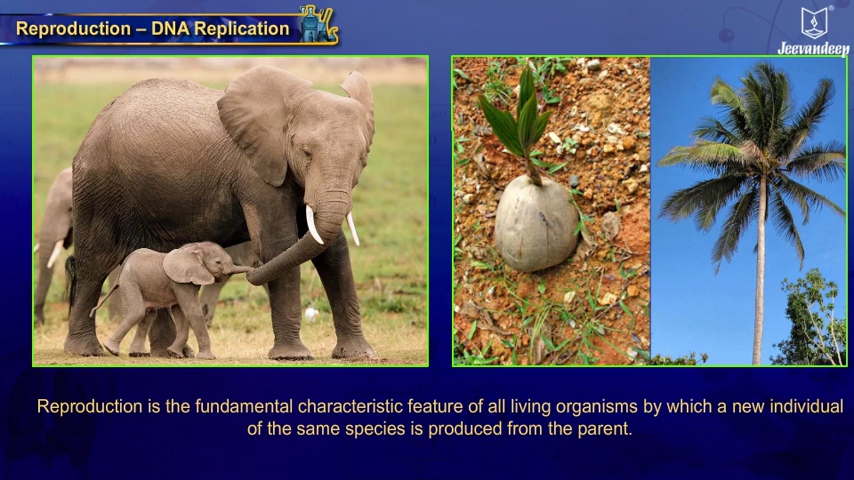 Reproduction – DNA Replication
Jeevandeep
Reproduction is the fundamental characteristic feature of all living organisms by which a new individual
of the same species is produced from the parent.